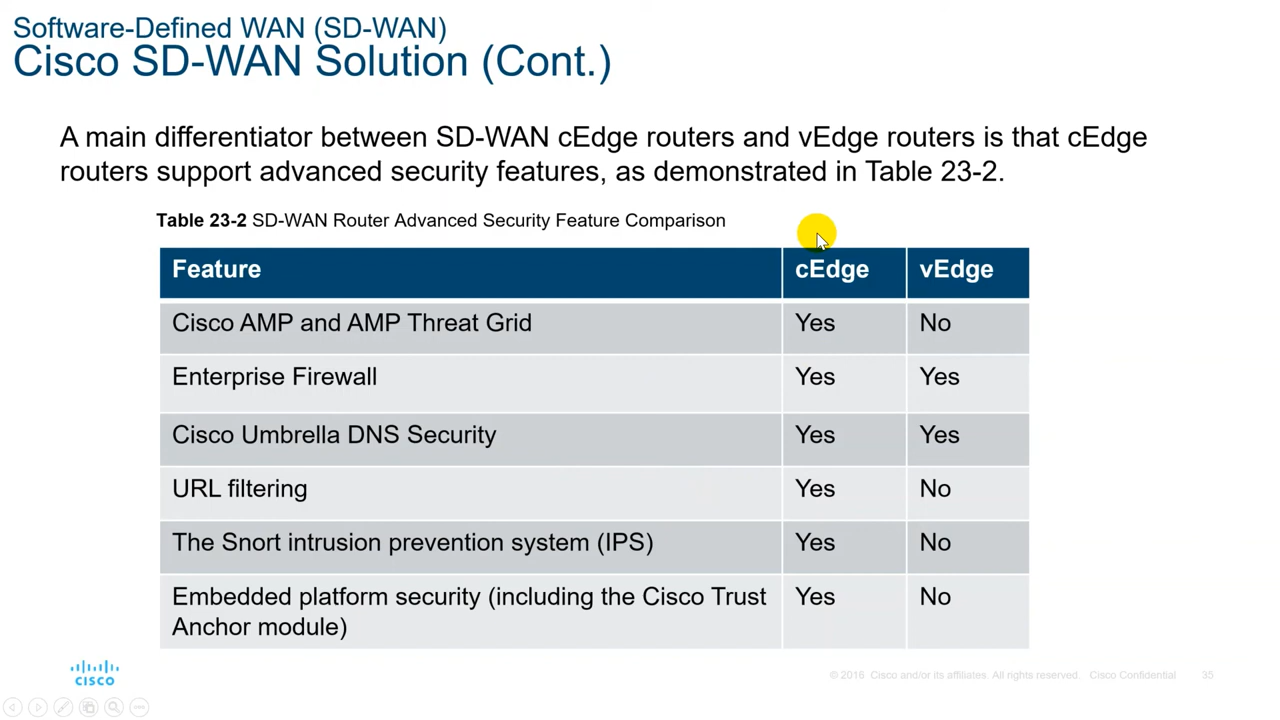 Software-Defined WAN (SD-WAN)
Cisco SD-WAN Solution (Cont.)
A main differentiator between SD-WAN cEdge routers and vEdge routers is that cEdge
routers support advanced security features, as demonstrated in Table 23-2.
Table 23-2 SD-WAN Router Advanced Security Feature Comparison
Feature cEdge vEdge
Cisco AMP and AMP Threat Grid Yes No
Enterprise Firewall Yes Yes
Cisco Umbrella DNS Security Yes Yes
URL filtering Yes No
The Snort intrusion prevention system (IPS) Yes No
Embedded platform security (including the Cisco Trust Yes No
Anchor module)
CISCO
© 2016 Cisco and/or its affiliates. All rights reserved. Cisco Confidential 35